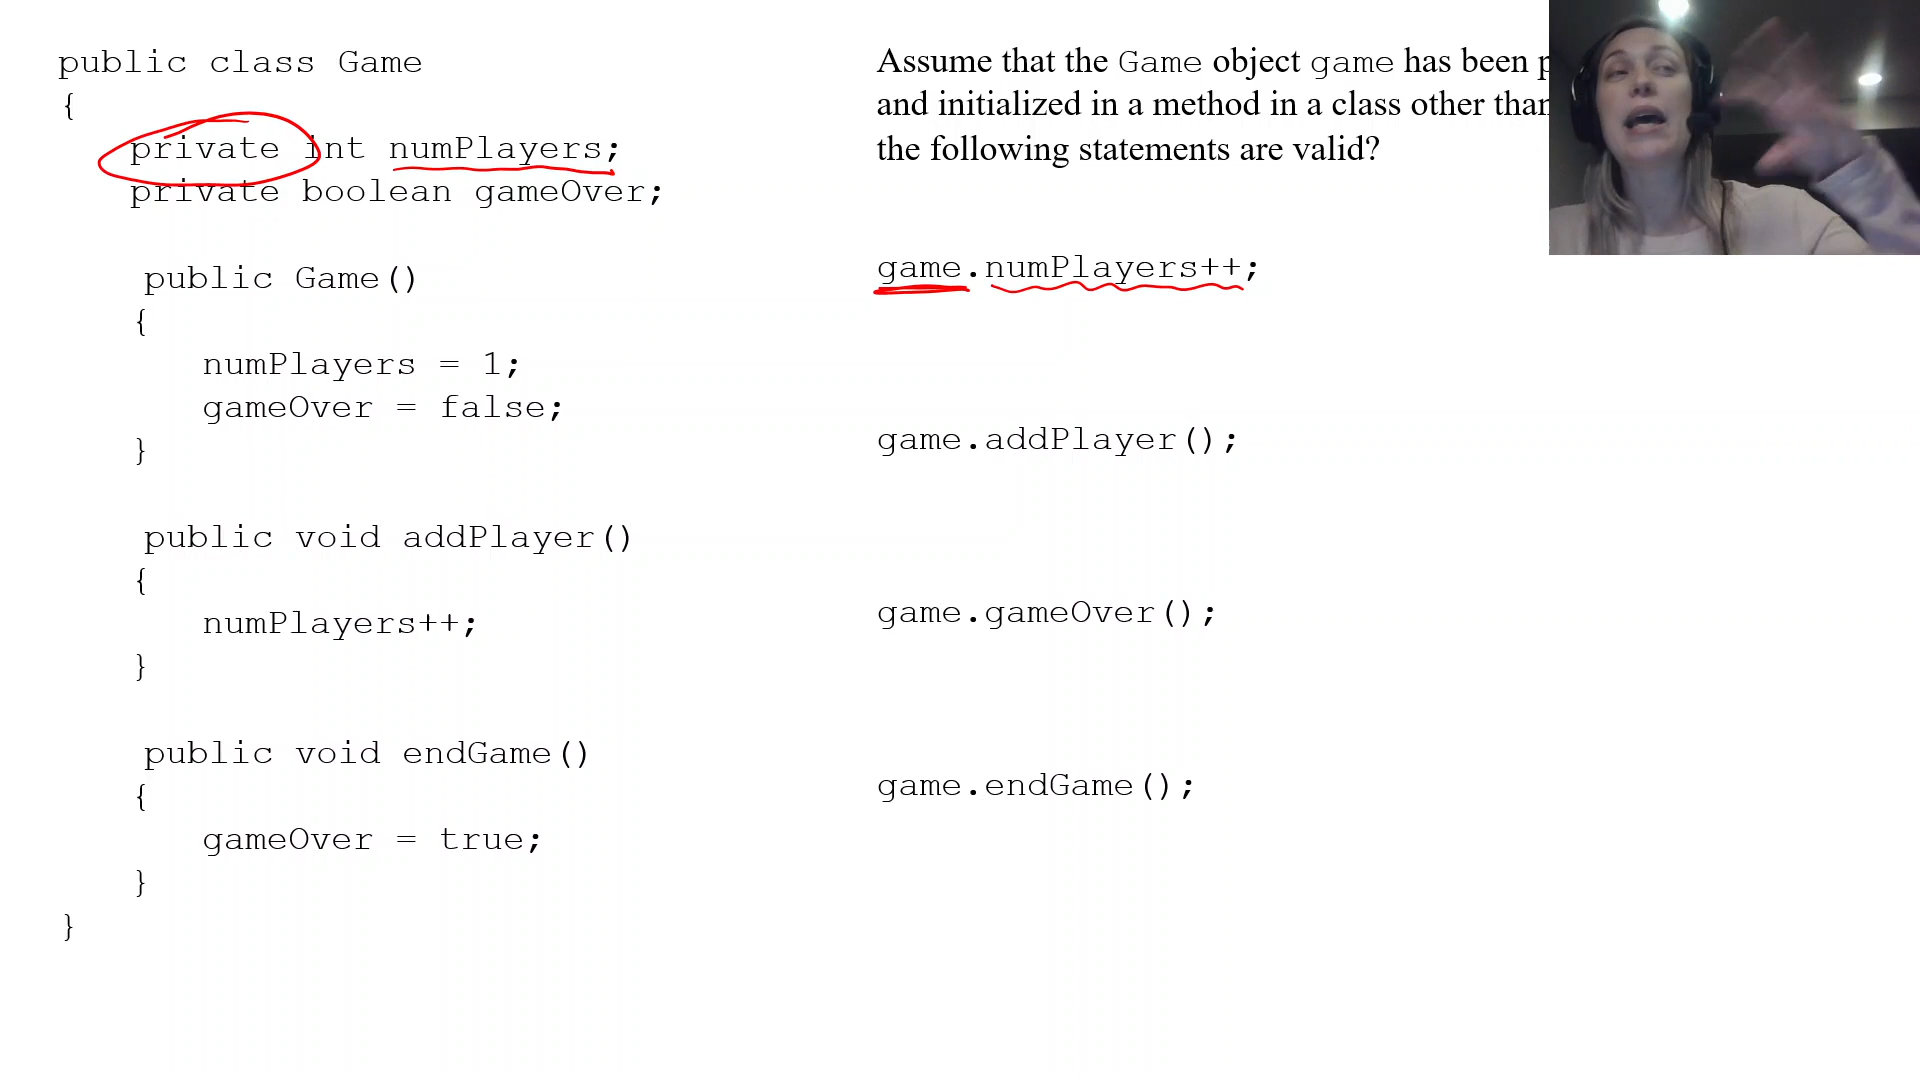 public class Game
{
private int numPlayers;
private boolean gameOver;
public Game()
{
numPlayers = 1;
gameOver = false;
}
public void addPlayer()
{
numPlayers++;
}
public void endGame()
{
gameOver = true;
}
}
Assume that the Game object game has been
and initialized in a method in a class other than
the following statements are valid?
game.numPlayers++;
game.addPlayer();
game.gameOver();
game.endGame();